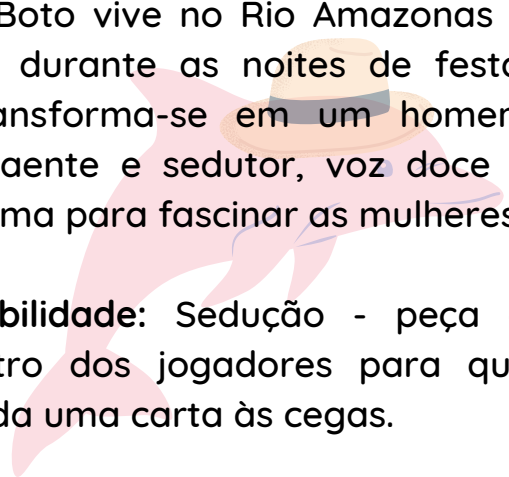 Boto vive no Rio Amazonas
durante as noites de festa
ansforma-se em um homem
aente e sedutor, voz doce
ma para fascinar as mulheres
bilidade: Sedução - peça
tro dos jogadores para qu
da uma carta às cegas.